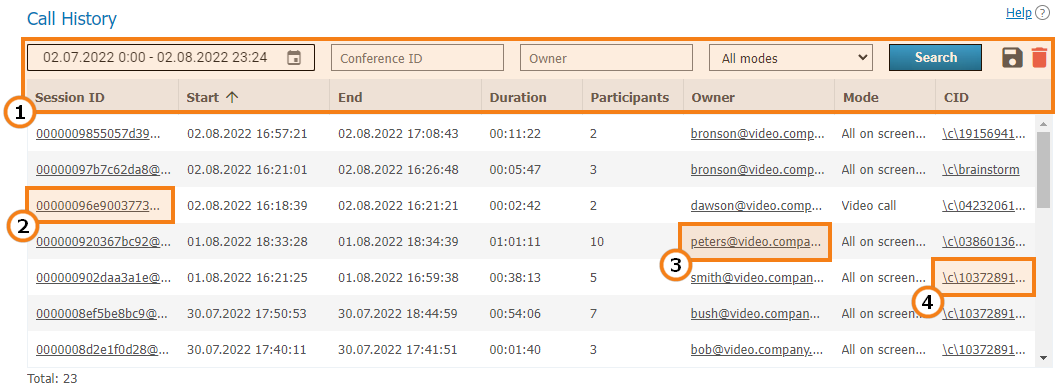 Call History
Help ?
02.07.2022 0:00 - 02.08.2022 23:24 Conference ID Owner All modes Search
1
Session ID Start ↑ End Duration Participants Owner Mode CID
0000009855057d39... 02.08.2022 16:57:21 02.08.2022 17:08:43 00:11:22 2 bronson@video.comp... All on screen... \c\19156941...
00000097b7c62da8@... 02.08.2022 16:21:01 02.08.2022 16:26:48 00:05:47 3 bronson@video.comp... All on screen... \c\brainstorm
00000096e9003773... 02.08.2022 16:18:39 02.08.2022 16:21:21 00:02:42 2 dawson@video.comp... Video call \c\04232061...
2
000000920367bc92@... 01.08.2022 18:33:28 01.08.2022 18:34:39 01:01:11 10 peters@video.compa... All on screen... \c\03860136...
3
000000902daa3a1e@... 01.08.2022 16:21:25 01.08.2022 16:59:38 00:38:13 5 smith@video.compan... All on screen... \c\10372891...
4
0000008ef5be8bc9@... 30.07.2022 17:50:53 30.07.2022 18:44:59 00:54:06 7 bush@video.compan... All on screen... \c\10372891...
0000008d2e1f0d28@... 30.07.2022 17:40:11 30.07.2022 17:41:51 00:01:40 3 bob@video.company.... All on screen... \c\10372891...
Total: 23